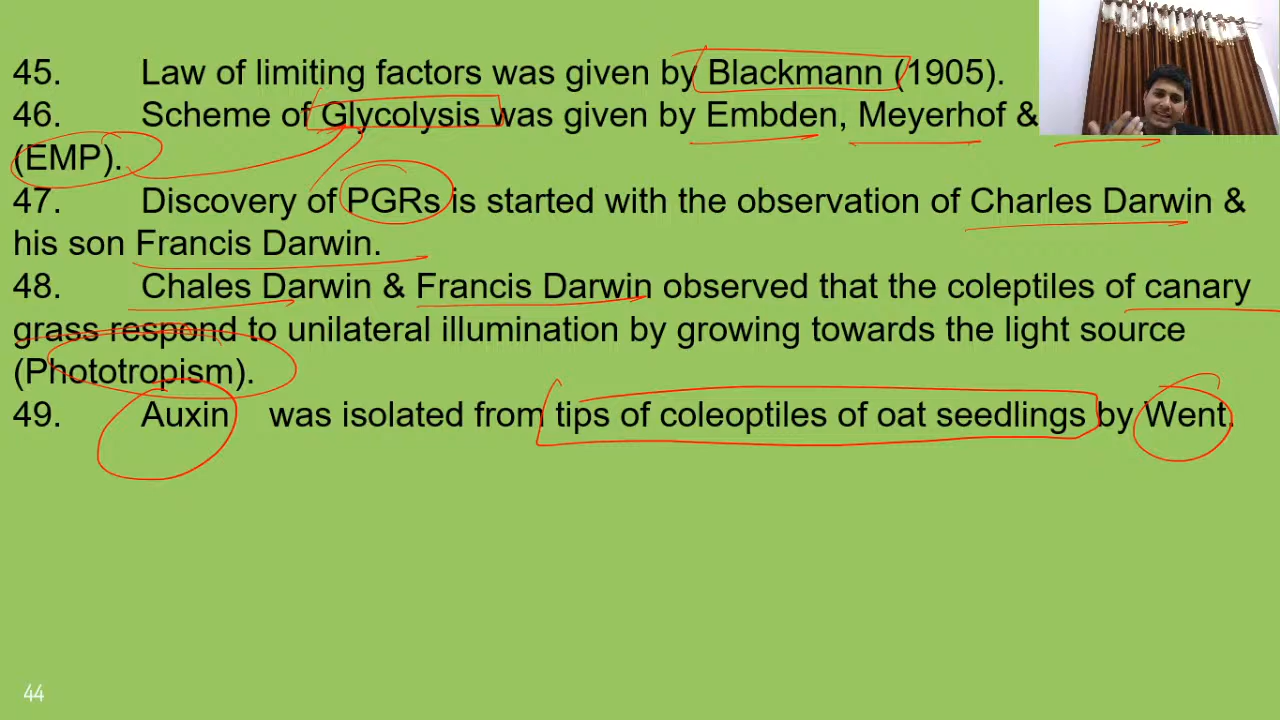 45. Law of limiting factors was given by Blackmann (1905).
46. Scheme of Glycolysis was given by Embden, Meyerhof &
(EMP).
47. Discovery of PGRs is started with the observation of Charles Darwin &
his son Francis Darwin.
48. Chales Darwin & Francis Darwin observed that the coleptiles of canary
grass respond to unilateral illumination by growing towards the light source
(Phototropism).
49. Auxin was isolated from tips of coleoptiles of oat seedlings by Went.
44